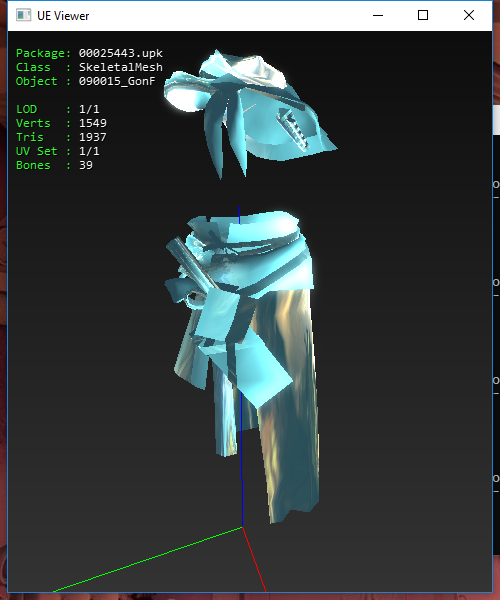 UE Viewer
Package: 00025443.upk
Class  : SkeletalMesh
Object : 090015_GonF
LOD    : 1/1
Verts  : 1549
Tris   : 1937
UV Set : 1/1
Bones  : 39